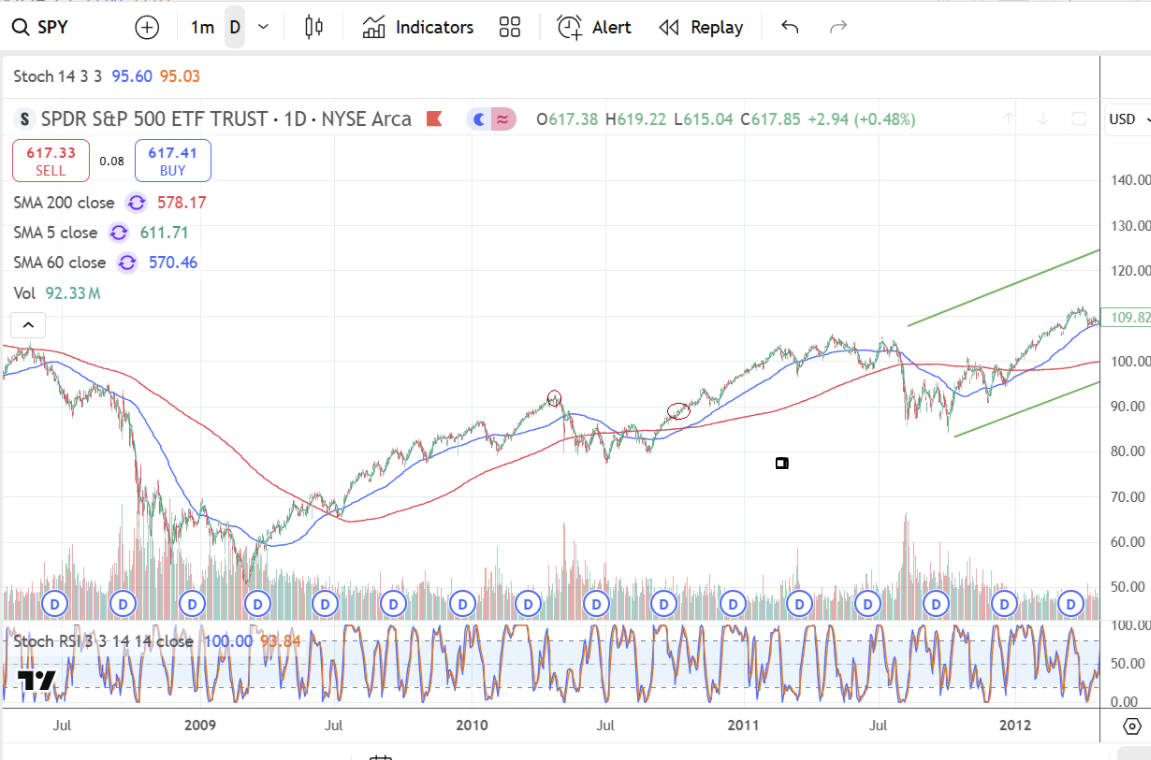 SPY 1m D Indicators Alert Replay
Stoch 14 3 3 95.60 95.03
S SPDR S&P 500 ETF TRUST · 1D · NYSE Arca O617.38 H619.22 L615.04 C617.85 +2.94 (+0.48%) USD
617.33 0.08 617.41
SELL BUY
SMA 200 close 578.17
SMA 5 close 611.71
SMA 60 close 570.46
Vol 92.33 M
140.00
130.00
120.00
109.82
100.00
90.00
80.00
70.00
60.00
50.00
D D D D D D D D D D D D D D D D
100.00
Stoch RSI 3 3 14 14 close 100.00 93.84
50.00
0.00
Jul 2009 Jul 2010 Jul 2011 Jul 2012